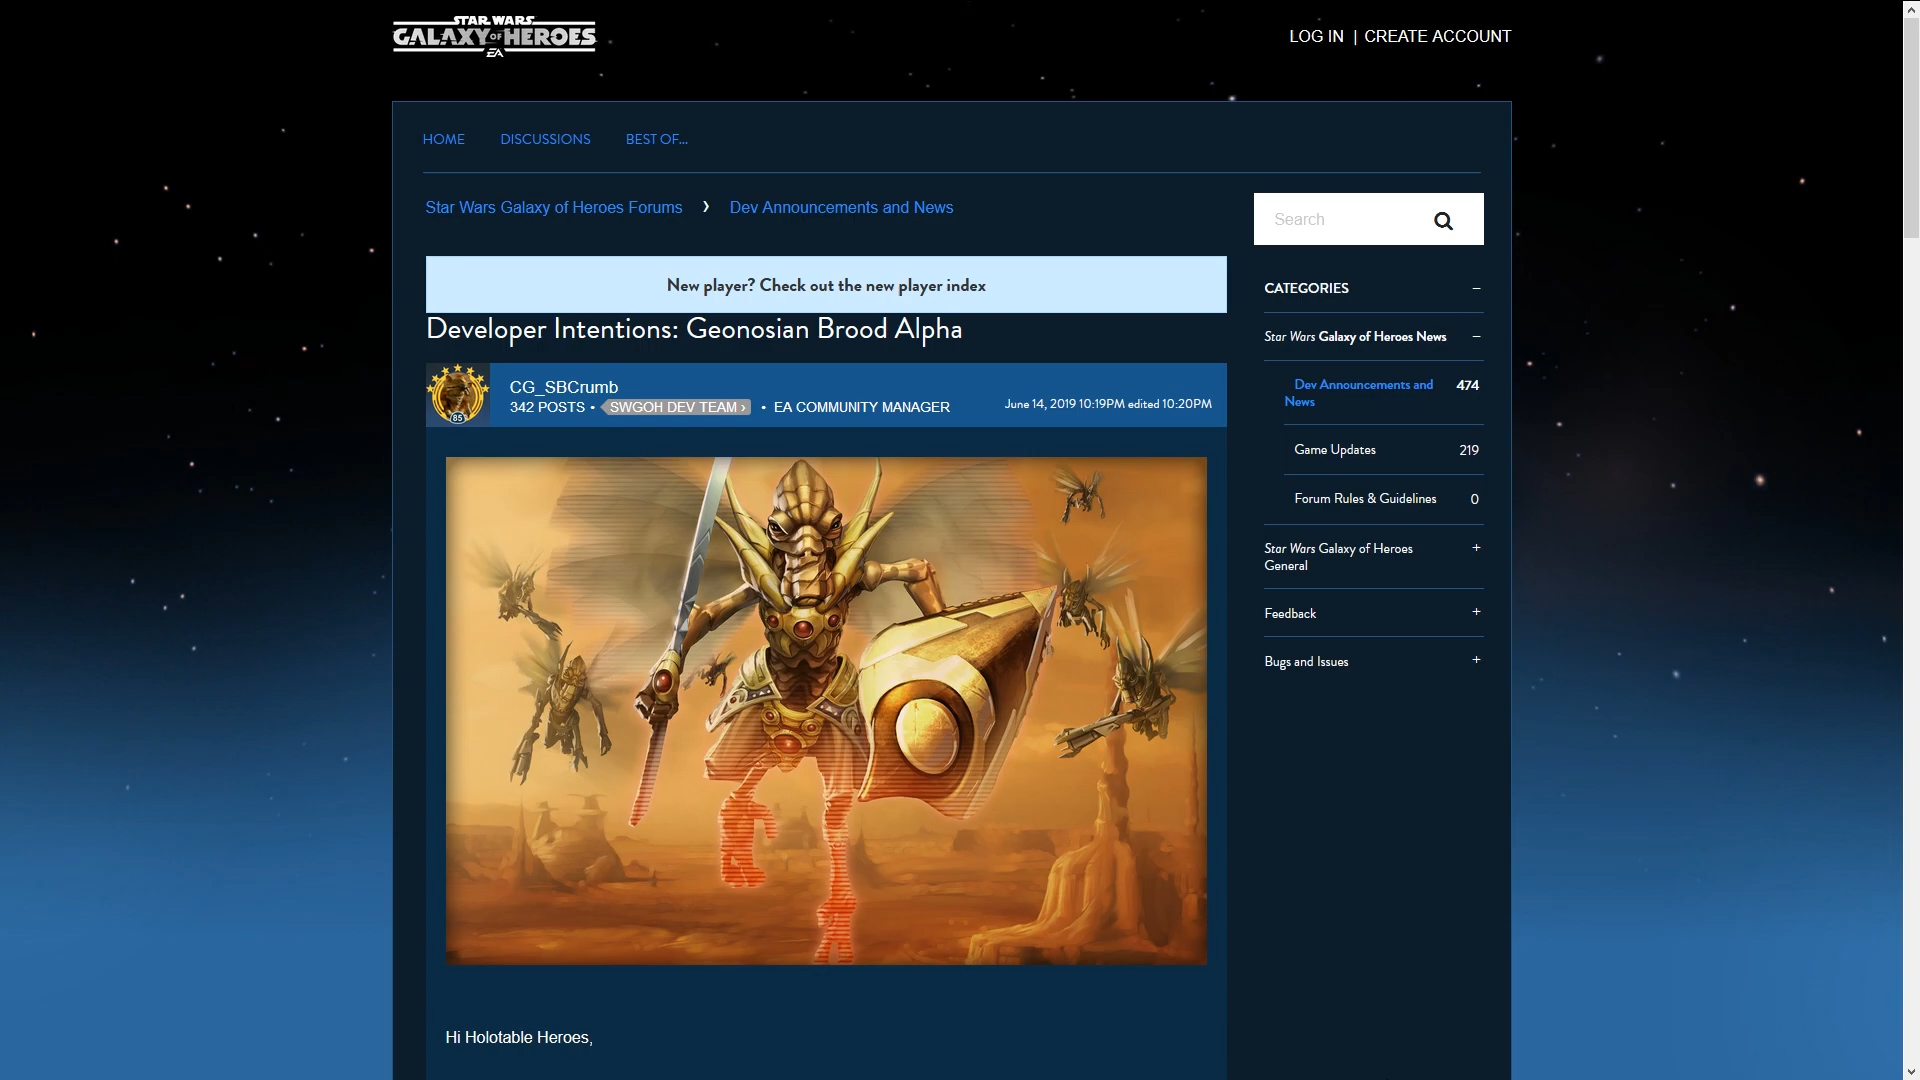 STAR WARS
GALAXY OF HEROES
EA
LOG IN | CREATE ACCOUNT
HOME DISCUSSIONS BEST OF...
Star Wars Galaxy of Heroes Forums › Dev Announcements and News
Search
New player? Check out the new player index
Developer Intentions: Geonosian Brood Alpha
85
CG_SBCrumb
342 POSTS • SWGOH DEV TEAM › • EA COMMUNITY MANAGER
June 14, 2019 10:19PM edited 10:20PM
Hi Holotable Heroes,
CATEGORIES –
Star Wars Galaxy of Heroes News –
Dev Announcements and 474
News
Game Updates 219
Forum Rules & Guidelines 0
Star Wars Galaxy of Heroes +
General
Feedback +
Bugs and Issues +